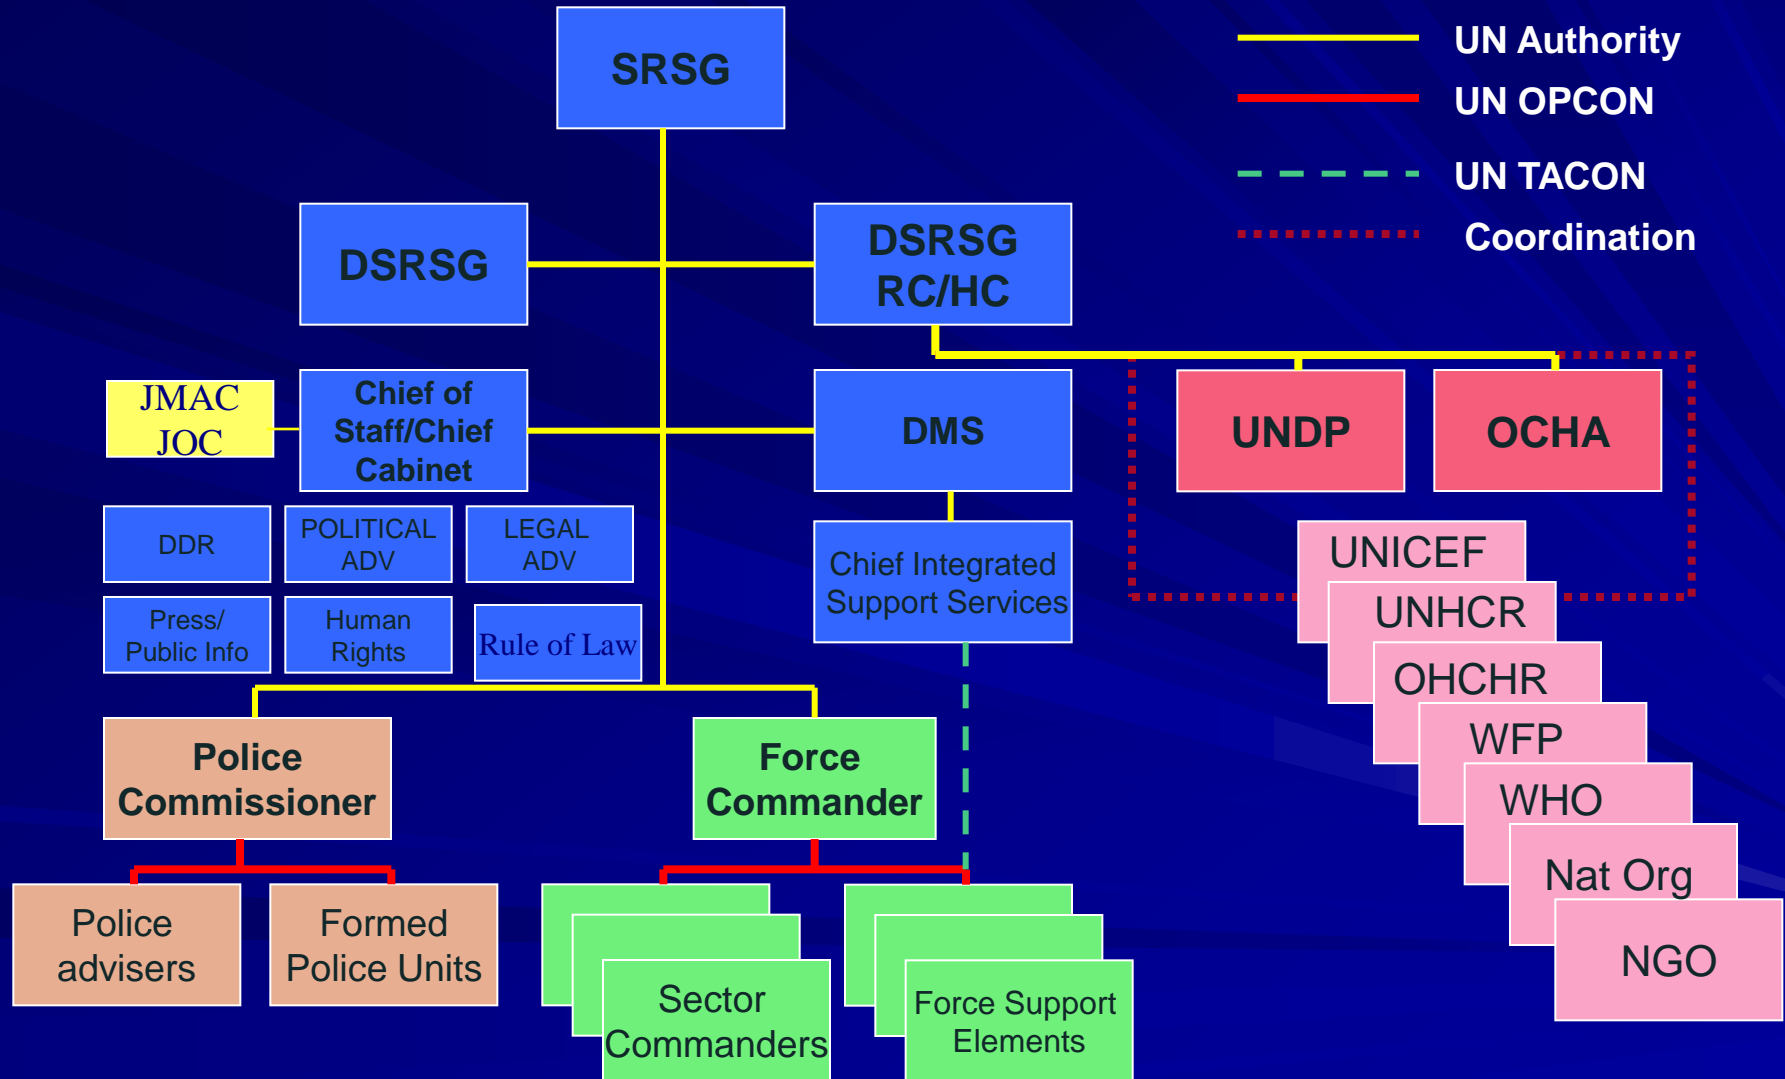 SRSG
UN Authority
UN OPCON
UN TACON
Coordination
DSRSG
DSRSG
RC/HC
JMAC
JOC
Chief of
Staff/Chief
Cabinet
DMS
UNDP
OCHA
DDR
POLITICAL
ADV
LEGAL
ADV
Press/
Public Info
Human
Rights
Rule of Law
Chief Integrated
Support Services
UNICEF
UNHCR
OHCHR
WFP
WHO
Nat Org
NGO
Police
Commissioner
Force
Commander
Police
advisers
Formed
Police Units
Sector
Commanders
Force Support
Elements